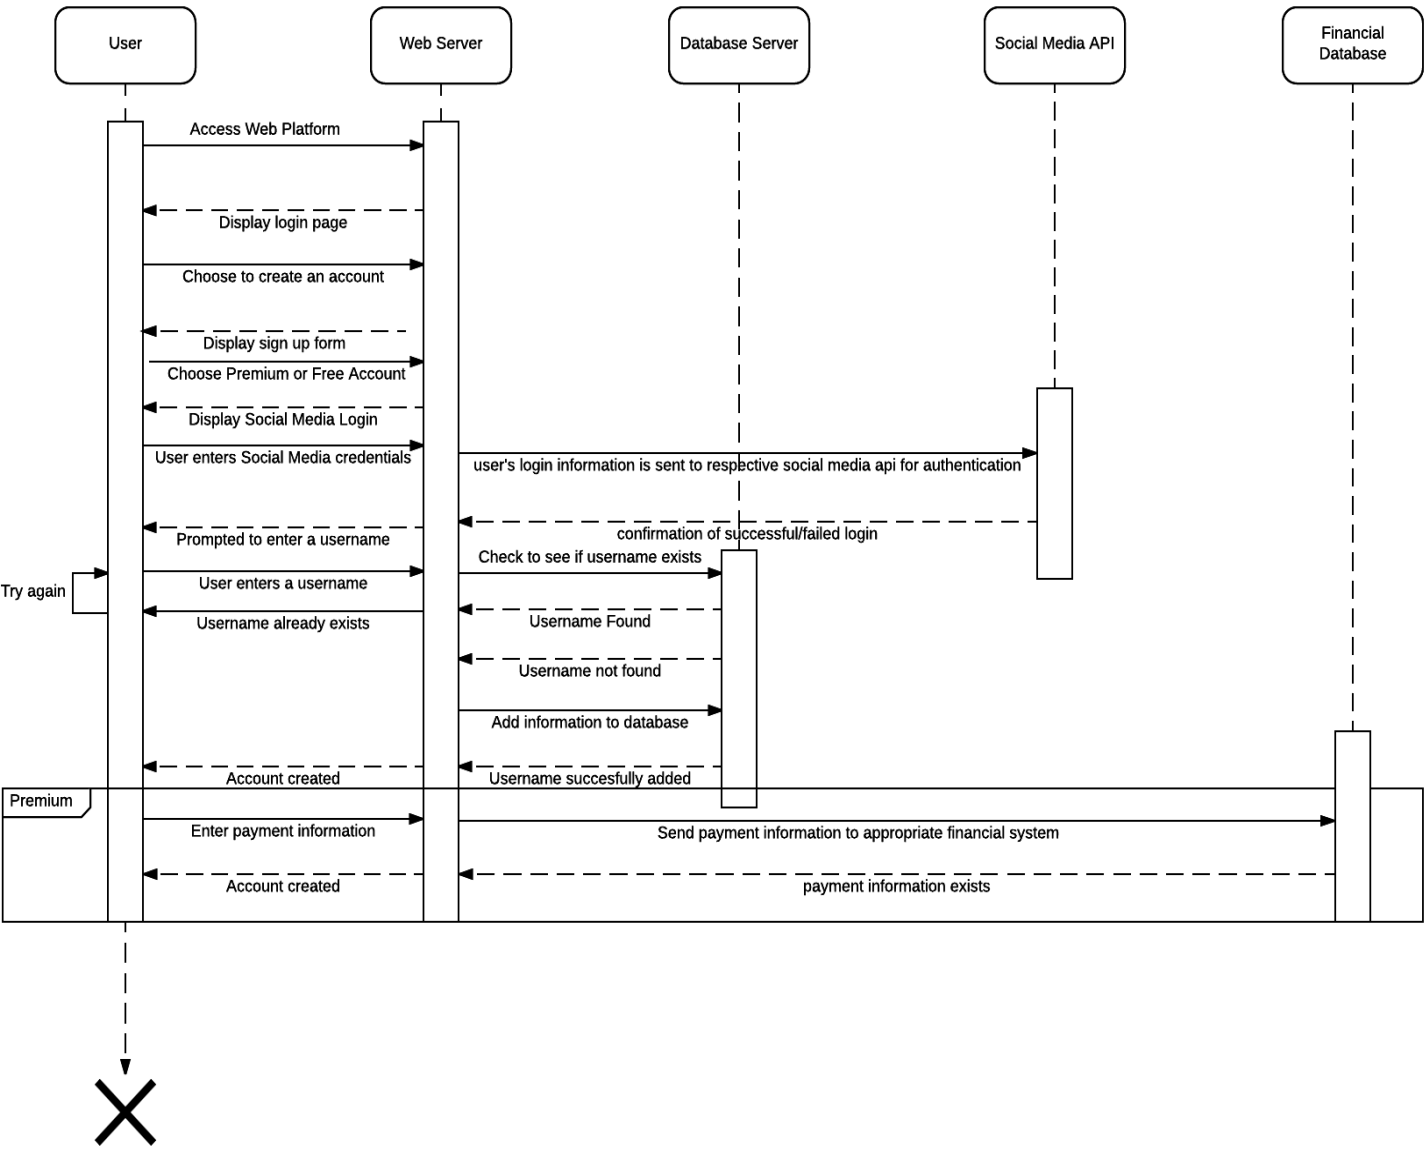 User
Web Server
Database Server
Social Media API
Financial
Database
Access Web Platform
Display login page
Choose to create an account
Display sign up form
Choose Premium or Free Account
Display Social Media Login
User enters Social Media credentials
user's login information is sent to respective social media api for authentication
confirmation of successful/failed login
Prompted to enter a username
Check to see if username exists
User enters a username
Try again
Username already exists
Username Found
Username not found
Add information to database
Account created
Username succesfully added
Premium
Enter payment information
Send payment information to appropriate financial system
Account created
payment information exists